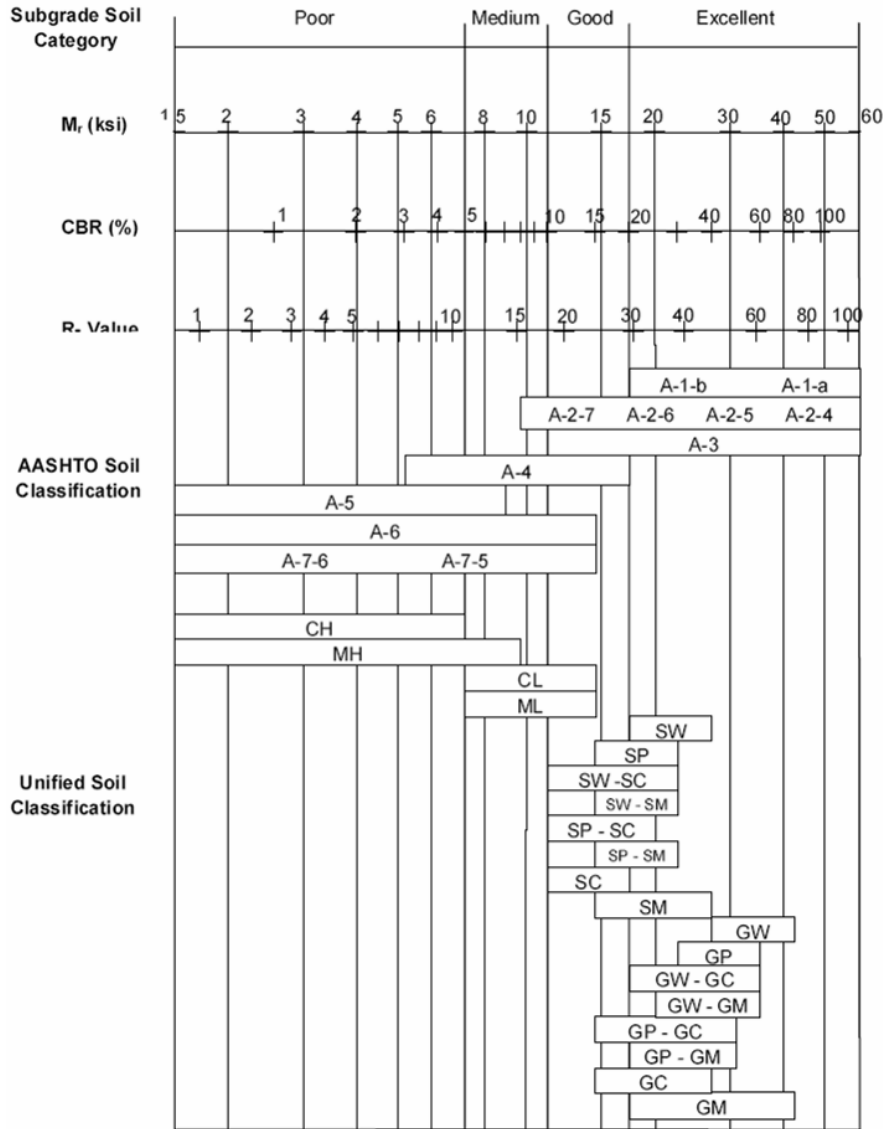 Subgrade Soil Category Poor Medium Good Excellent
Mr (ksi) 1 5 2 3 4 5 6 8 10 15 20 30 40 50 60
CBR (%) 1 2 3 4 5 10 15 20 40 60 80 100
R- Value 1 2 3 4 5 10 15 20 30 40 60 80 100
A-1-b A-1-a
A-2-7 A-2-6 A-2-5 A-2-4
A-3
AASHTO Soil Classification
A-4
A-5
A-6
A-7-6 A-7-5
CH
MH
CL
ML
SW
SP
Unified Soil Classification
SW -SC
SW - SM
SP - SC
SP - SM
SC
SM
GW
GP
GW - GC
GW - GM
GP - GC
GP - GM
GC
GM